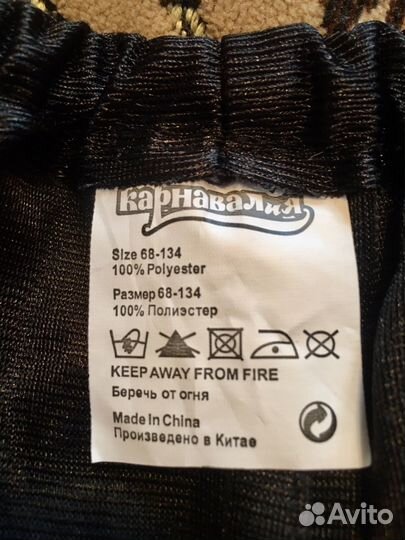 Карнавалия
Size 68-134
100% Polyester
Размер 68-134
100% Полиэстер
KEEP AWAY FROM FIRE
Беречь от огня
Made In China
Произведено в Китае
Avito